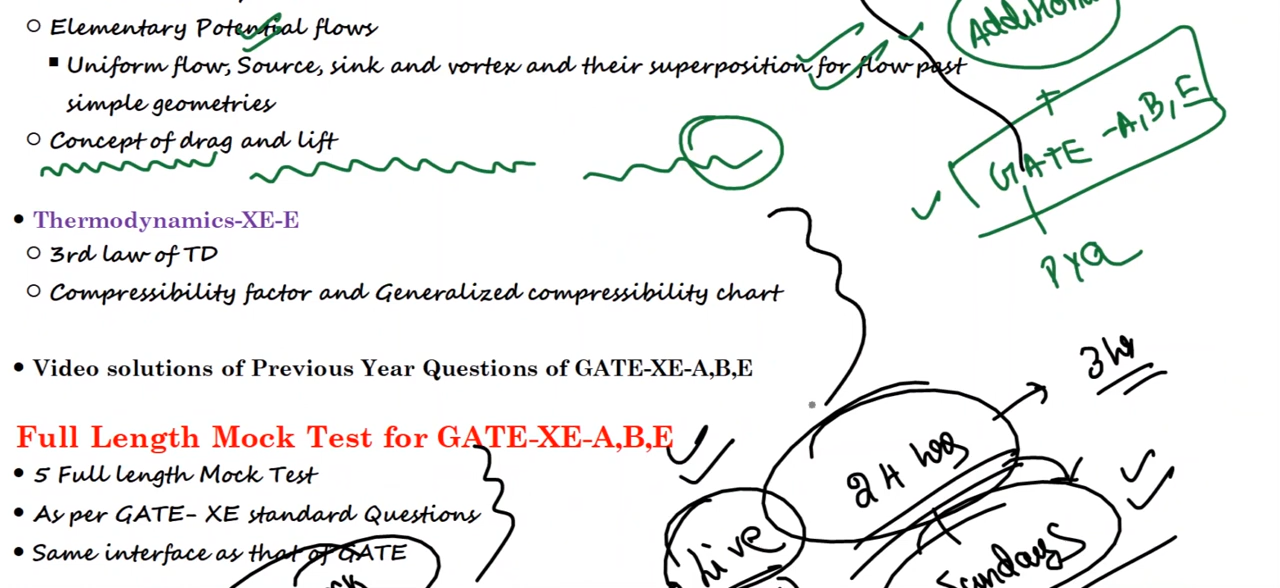 Elementary Potential flows
Uniform flow, Source, sink and vortex and their superposition for flow past
simple geometries
Concept of drag and lift
Additional
+
GATE -A,B,E
PYQ
Thermodynamics-XE-E
3rd law of TD
Compressibility factor and Generalized compressibility chart
Video solutions of Previous Year Questions of GATE-XE-A,B,E
3 hr
Full Length Mock Test for GATE-XE-A,B,E
5 Full length Mock Test
24 hrs
As per GATE- XE standard Questions
Same interface as that of GATE
Live
Sundays